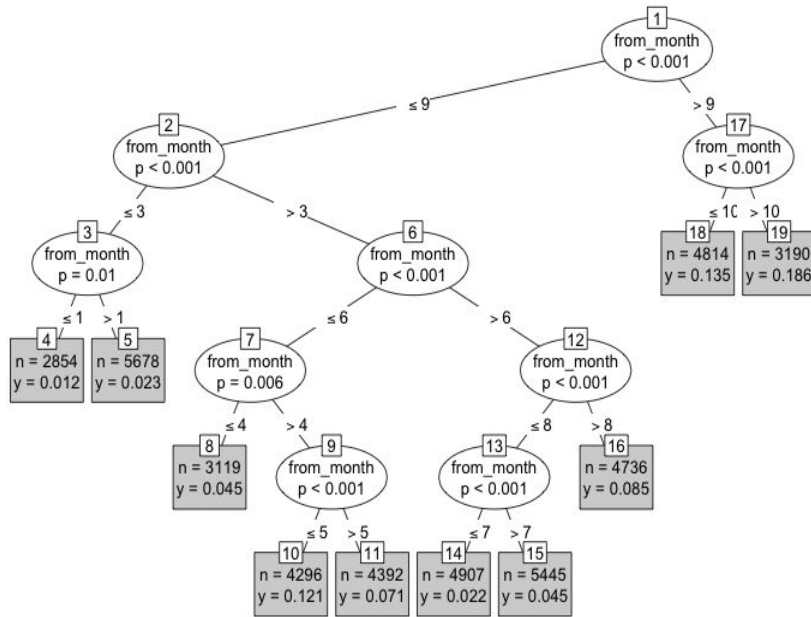 1
from_month
p < 0.001
≤ 9
> 9
2
from_month
p < 0.001
17
from_month
p < 0.001
≤ 3
> 3
≤ 10
> 10
3
from_month
p = 0.01
6
from_month
p < 0.001
18
n = 4814
y = 0.135
19
n = 3190
y = 0.186
≤ 1
> 1
≤ 6
> 6
4
n = 2854
y = 0.012
5
n = 5678
y = 0.023
7
from_month
p = 0.006
12
from_month
p < 0.001
≤ 4
> 4
≤ 8
> 8
8
n = 3119
y = 0.045
9
from_month
p < 0.001
13
from_month
p < 0.001
16
n = 4736
y = 0.085
≤ 5
> 5
≤ 7
> 7
10
n = 4296
y = 0.121
11
n = 4392
y = 0.071
14
n = 4907
y = 0.022
15
n = 5445
y = 0.045